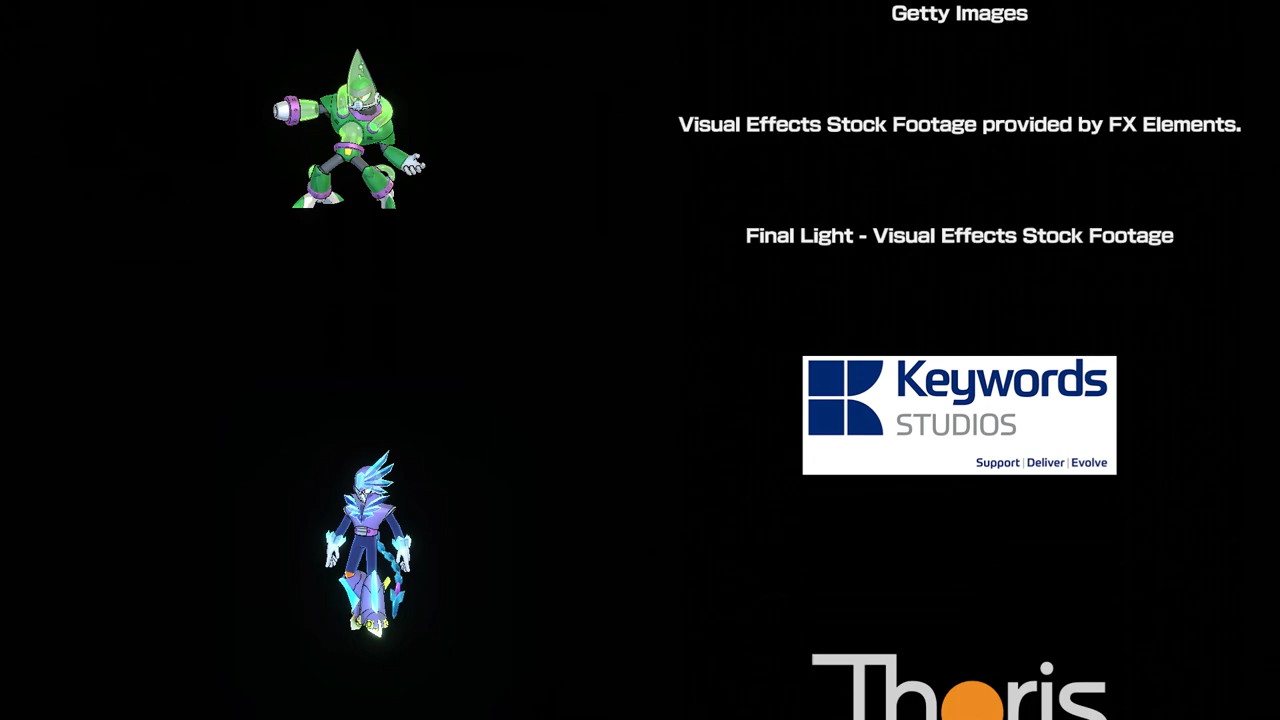 Getty Images
Visual Effects Stock Footage provided by FX Elements.
Final Light - Visual Effects Stock Footage
Keywords
STUDIOS
Support | Deliver | Evolve
Thoris